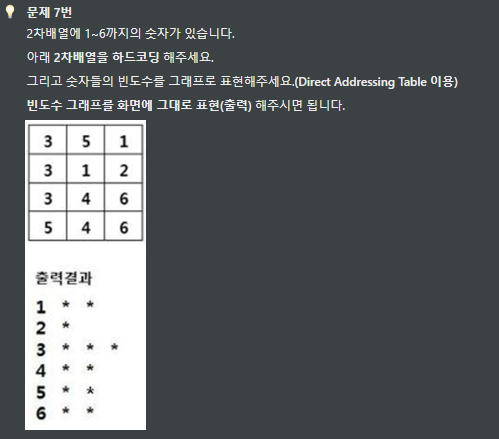 문제 7번
2차배열에 1~6까지의 숫자가 있습니다.
아래 2차배열을 하드코딩 해주세요.
그리고 숫자들의 빈도수를 그래프로 표현해주세요.(Direct Addressing Table 이용)
빈도수 그래프를 화면에 그대로 표현(출력) 해주시면 됩니다.
3 5 1
3 1 2
3 4 6
5 4 6
출력결과
1 * *
2 *
3 * * *
4 * *
5 * *
6 * *